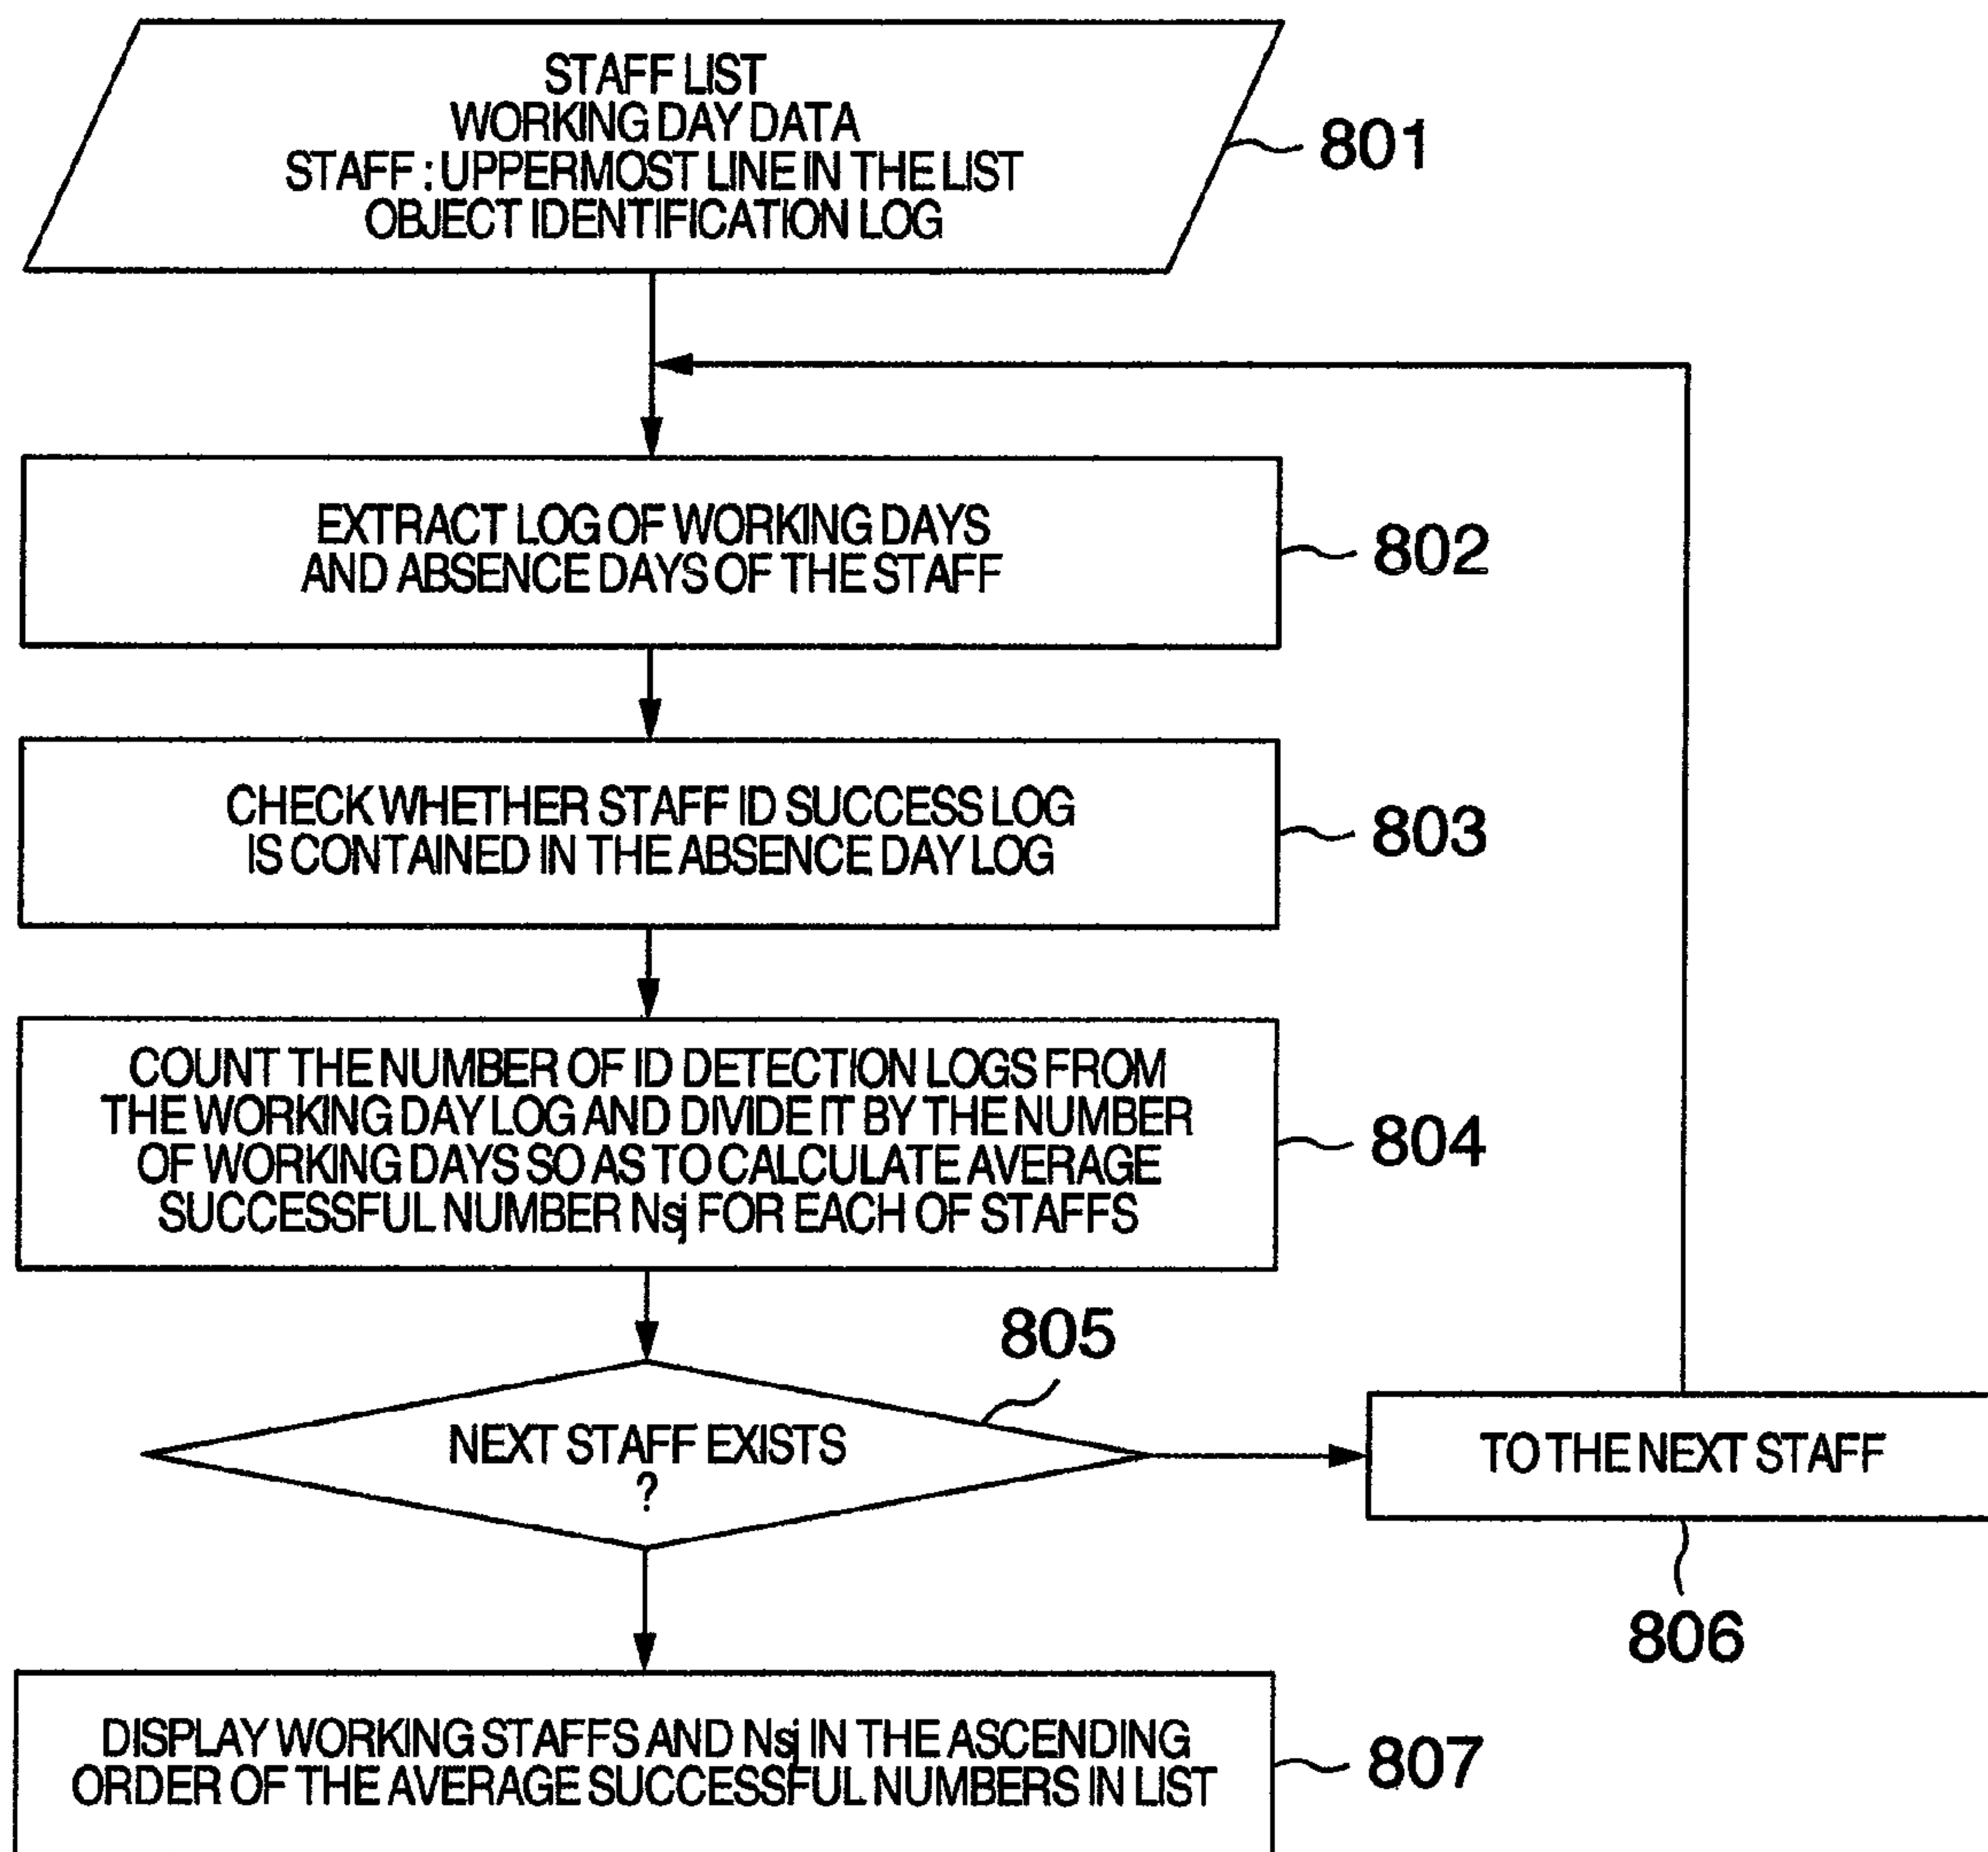 STAFF LIST
WORKING DAY DATA
STAFF : UPPERMOST LINE IN THE LIST
OBJECT IDENTIFICATION LOG
801
EXTRACT LOG OF WORKING DAYS
AND ABSENCE DAYS OF THE STAFF
802
CHECK WHETHER STAFF ID SUCCESS LOG
IS CONTAINED IN THE ABSENCE DAY LOG
803
COUNT THE NUMBER OF ID DETECTION LOGS FROM
THE WORKING DAY LOG AND DIVIDE IT BY THE NUMBER
OF WORKING DAYS SO AS TO CALCULATE AVERAGE
SUCCESSFUL NUMBER Nsj FOR EACH OF STAFFS
804
805
NEXT STAFF EXISTS
?
TO THE NEXT STAFF
806
DISPLAY WORKING STAFFS AND Nsj IN THE ASCENDING
ORDER OF THE AVERAGE SUCCESSFUL NUMBERS IN LIST
807